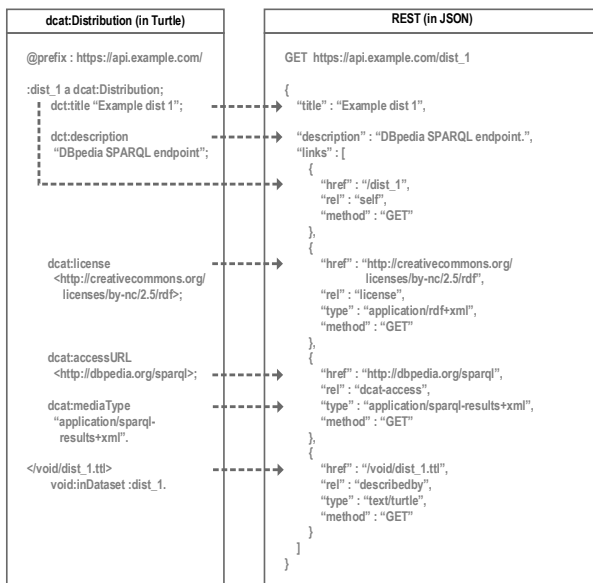 dcat:Distribution (in Turtle)
@prefix : https://api.example.com/
:dist_1 a dcat:Distribution;
dct:title “Example dist 1”;
dct:description
“DBpedia SPARQL endpoint”;
dcat:license
<http://creativecommons.org/
licenses/by-nc/2.5/rdf>;
dcat:accessURL
<http://dbpedia.org/sparql>;
dcat:mediaType
“application/sparql-
results+xml”.
</void/dist_1.ttl>
void:inDataset :dist_1.
REST (in JSON)
GET https://api.example.com/dist_1
{
“title” : “Example dist 1”,
“description” : “DBpedia SPARQL endpoint.”,
“links” : [
{
“href” : “/dist_1”,
“rel” : “self”,
“method” : “GET”
},
{
“href” : “http://creativecommons.org/
licenses/by-nc/2.5/rdf”,
“rel” : “license”,
“type” : “application/rdf+xml”,
“method” : “GET”
},
{
“href” : “http://dbpedia.org/sparql”,
“rel” : “dcat-access”,
“type” : “application/sparql-results+xml”,
“method” : “GET”
},
{
“href” : “/void/dist_1.ttl”,
“rel” : “describedby”,
“type” : “text/turtle”,
“method” : “GET”
}
]
}